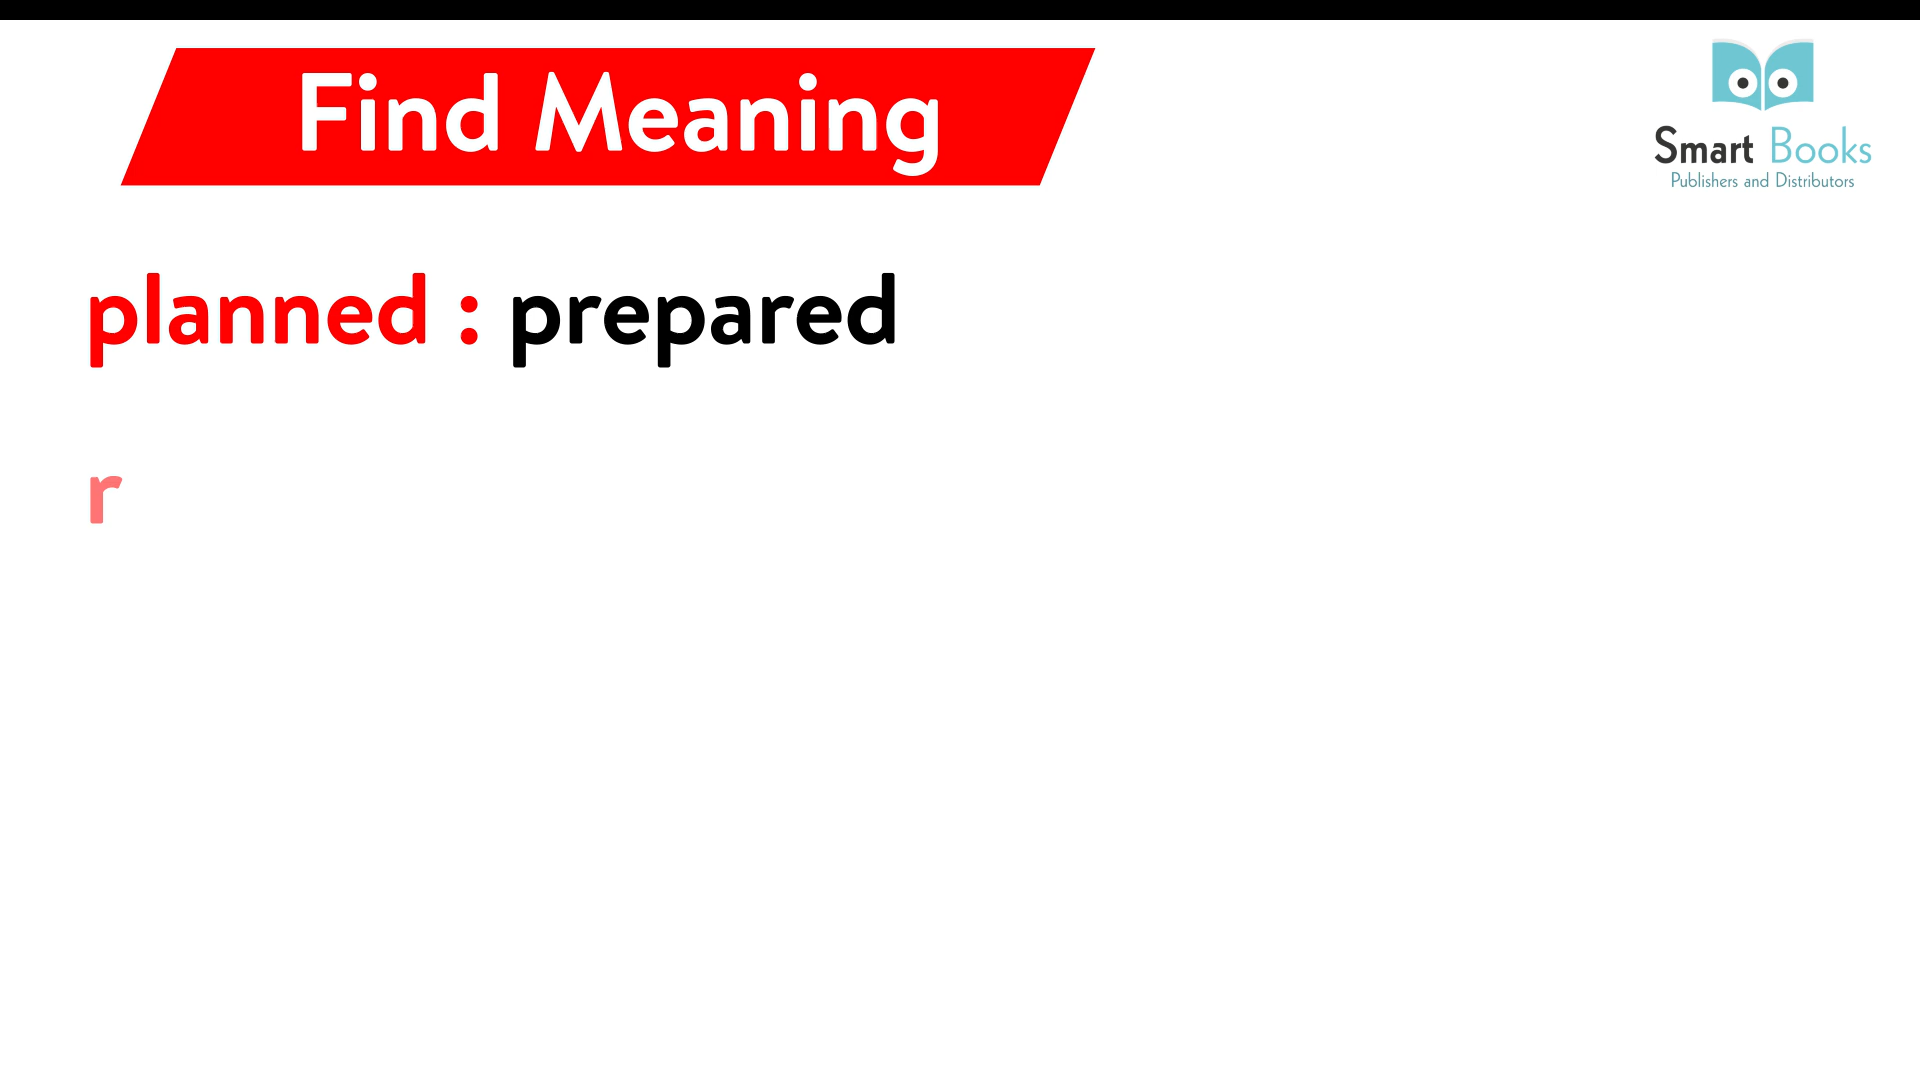 Find Meaning
Smart Books
Publishers and Distributors
planned : prepared
r